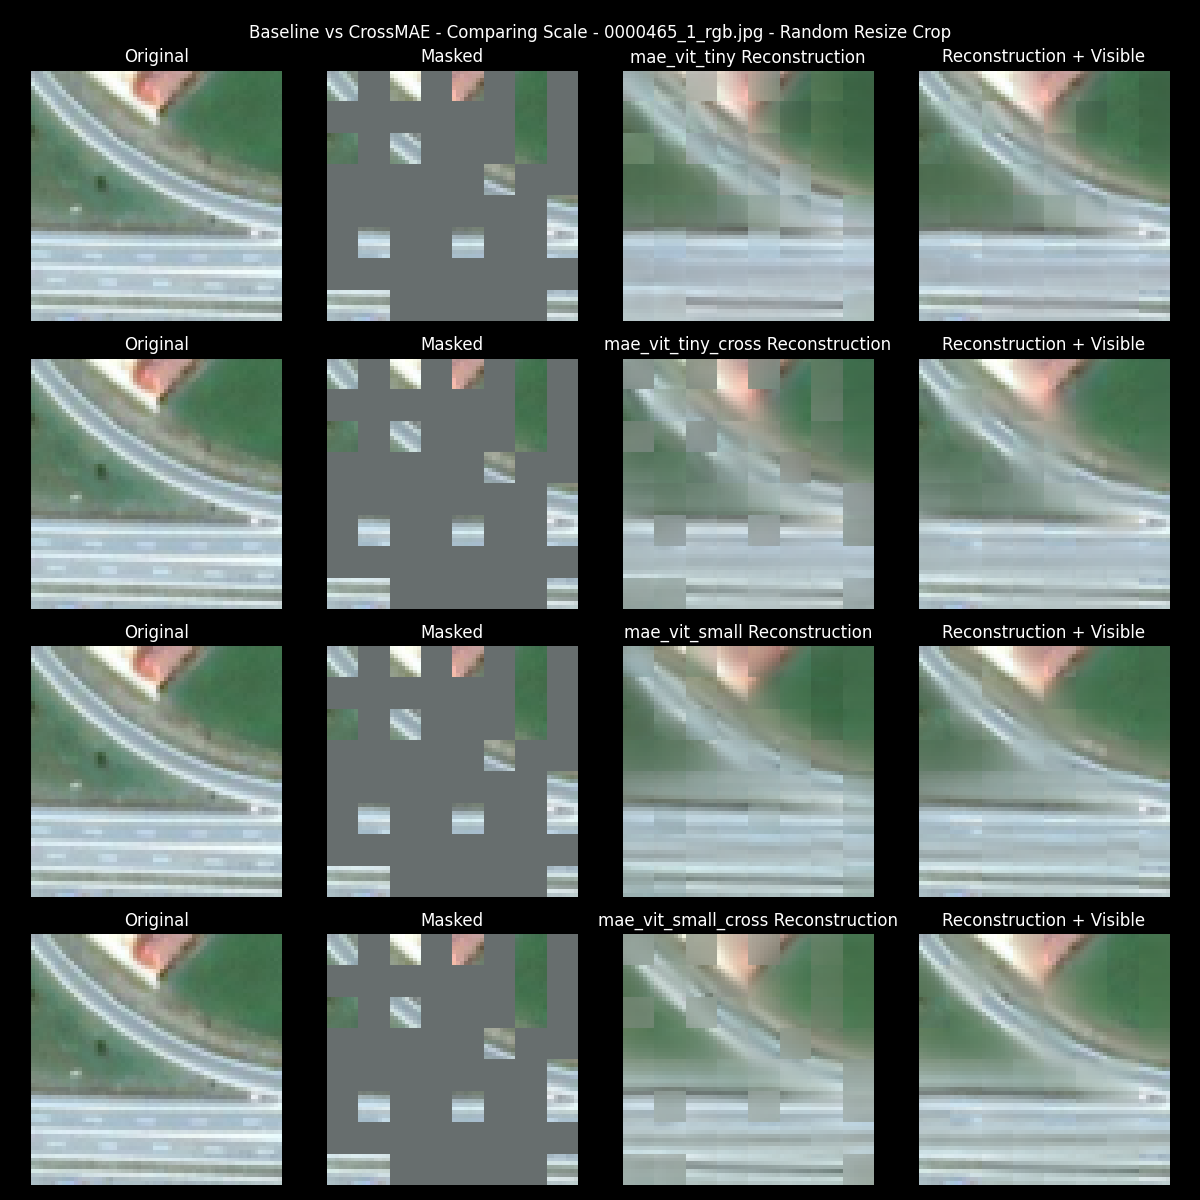 Baseline vs CrossMAE - Comparing Scale - 0000465_1_rgb.jpg - Random Resize Crop
Original Masked mae_vit_tiny Reconstruction Reconstruction + Visible
Original Masked mae_vit_tiny_cross Reconstruction Reconstruction + Visible
Original Masked mae_vit_small Reconstruction Reconstruction + Visible
Original Masked mae_vit_small_cross Reconstruction Reconstruction + Visible